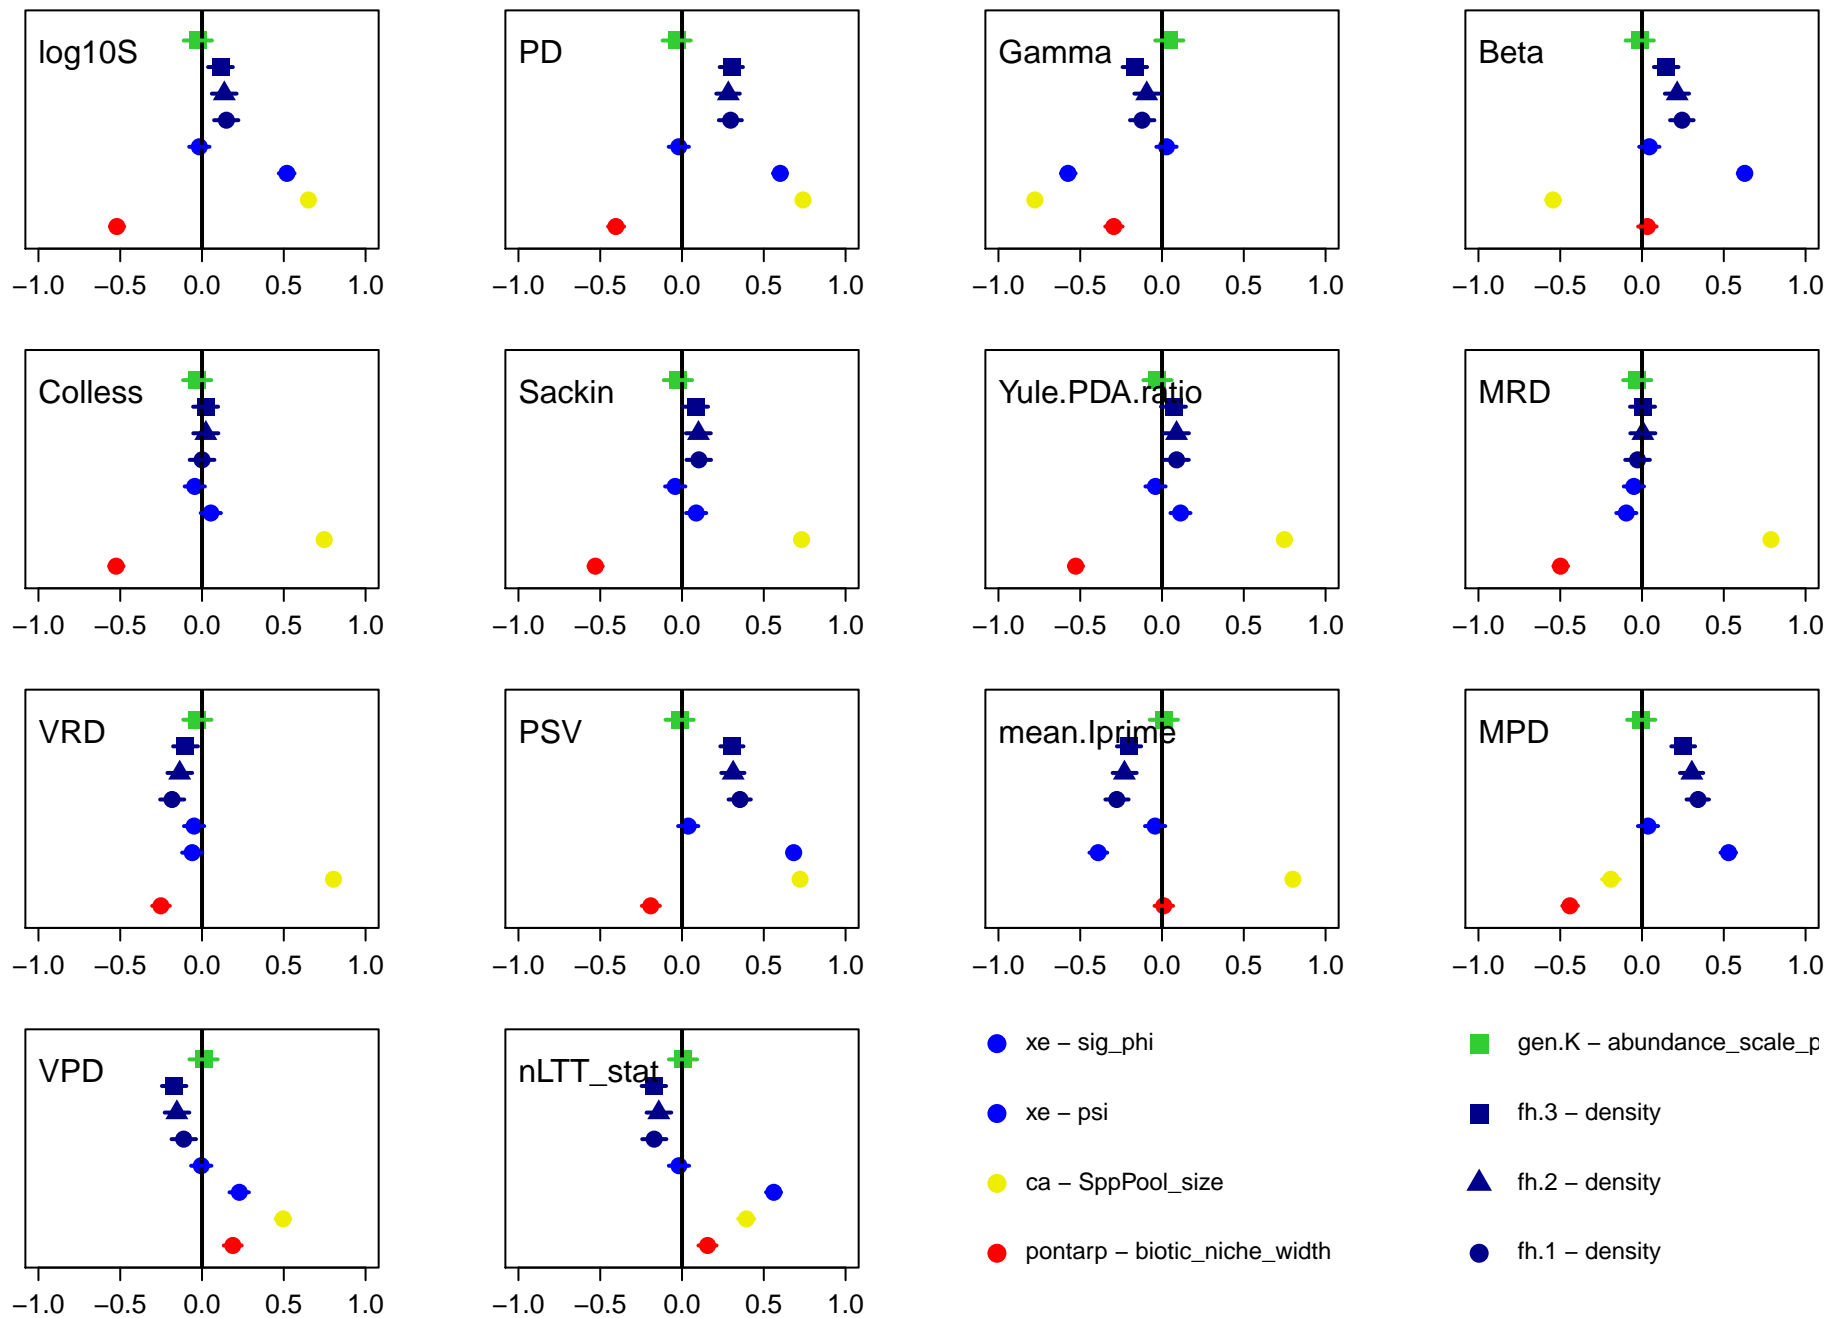 log10S
PD
Gamma
Beta
−1.0 −0.5 0.0 0.5 1.0
−1.0 −0.5 0.0 0.5 1.0
−1.0 −0.5 0.0 0.5 1.0
−1.0 −0.5 0.0 0.5 1.0
Colless
Sackin
Yule.PDA.ratio
MRD
−1.0 −0.5 0.0 0.5 1.0
−1.0 −0.5 0.0 0.5 1.0
−1.0 −0.5 0.0 0.5 1.0
−1.0 −0.5 0.0 0.5 1.0
VRD
PSV
mean.Iprime
MPD
−1.0 −0.5 0.0 0.5 1.0
−1.0 −0.5 0.0 0.5 1.0
−1.0 −0.5 0.0 0.5 1.0
−1.0 −0.5 0.0 0.5 1.0
VPD
nLTT_stat
−1.0 −0.5 0.0 0.5 1.0
−1.0 −0.5 0.0 0.5 1.0
xe − sig_phi
xe − psi
ca − SppPool_size
pontarp − biotic_niche_width
gen.K − abundance_scale_p
fh.3 − density
fh.2 − density
fh.1 − density